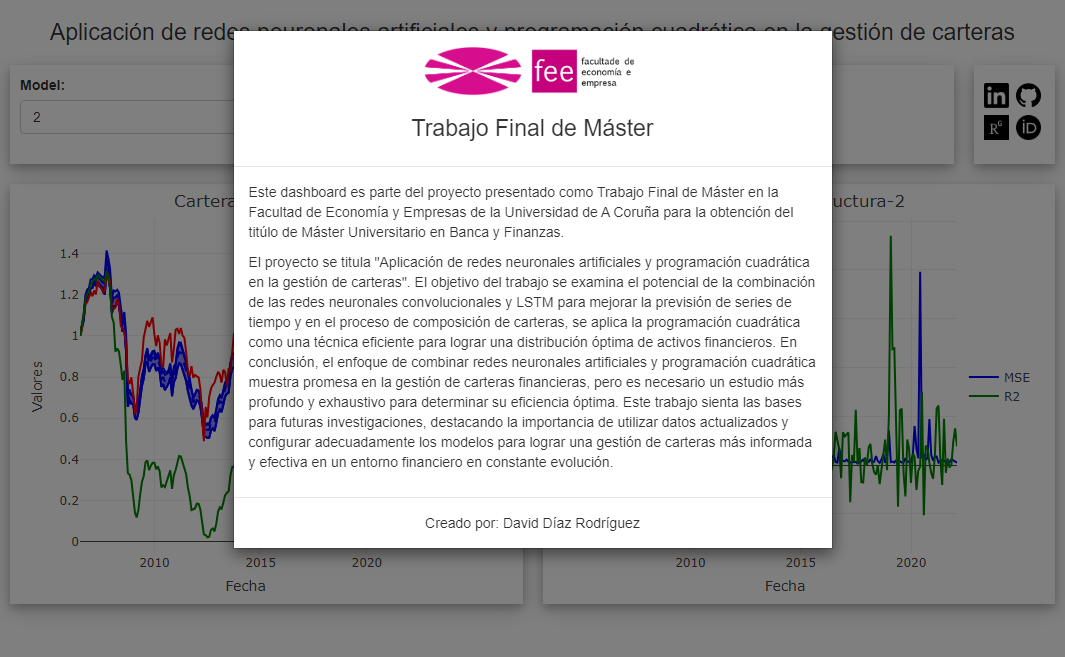 Aplicación de redes neuronales artificiales y programación cuadrática en la gestión de carteras
Model:
2
fee
facultade de
economía e
empresa
Trabajo Final de Máster
Este dashboard es parte del proyecto presentado como Trabajo Final de Máster en la
Facultad de Economía y Empresas de la Universidad de A Coruña para la obtención del
titúlo de Máster Universitario en Banca y Finanzas.
El proyecto se titula "Aplicación de redes neuronales artificiales y programación cuadrática
en la gestión de carteras". El objetivo del trabajo se examina el potencial de la combinación
de las redes neuronales convolucionales y LSTM para mejorar la previsión de series de
tiempo y en el proceso de composición de carteras, se aplica la programación cuadrática
como una técnica eficiente para lograr una distribución óptima de activos financieros. En
conclusión, el enfoque de combinar redes neuronales artificiales y programación cuadrática
muestra promesa en la gestión de carteras financieras, pero es necesario un estudio más
profundo y exhaustivo para determinar su eficiencia óptima. Este trabajo sienta las bases
para futuras investigaciones, destacando la importancia de utilizar datos actualizados y
configurar adecuadamente los modelos para lograr una gestión de carteras más informada
y efectiva en un entorno financiero en constante evolución.
Creado por: David Díaz Rodríguez
in
R G
iD
Cartera
Valores
1.4
1.2
1
0.8
0.6
0.4
0.2
0
2010
2015
2020
Fecha
uctura-2
MSE
R2
2010
2015
2020
Fecha